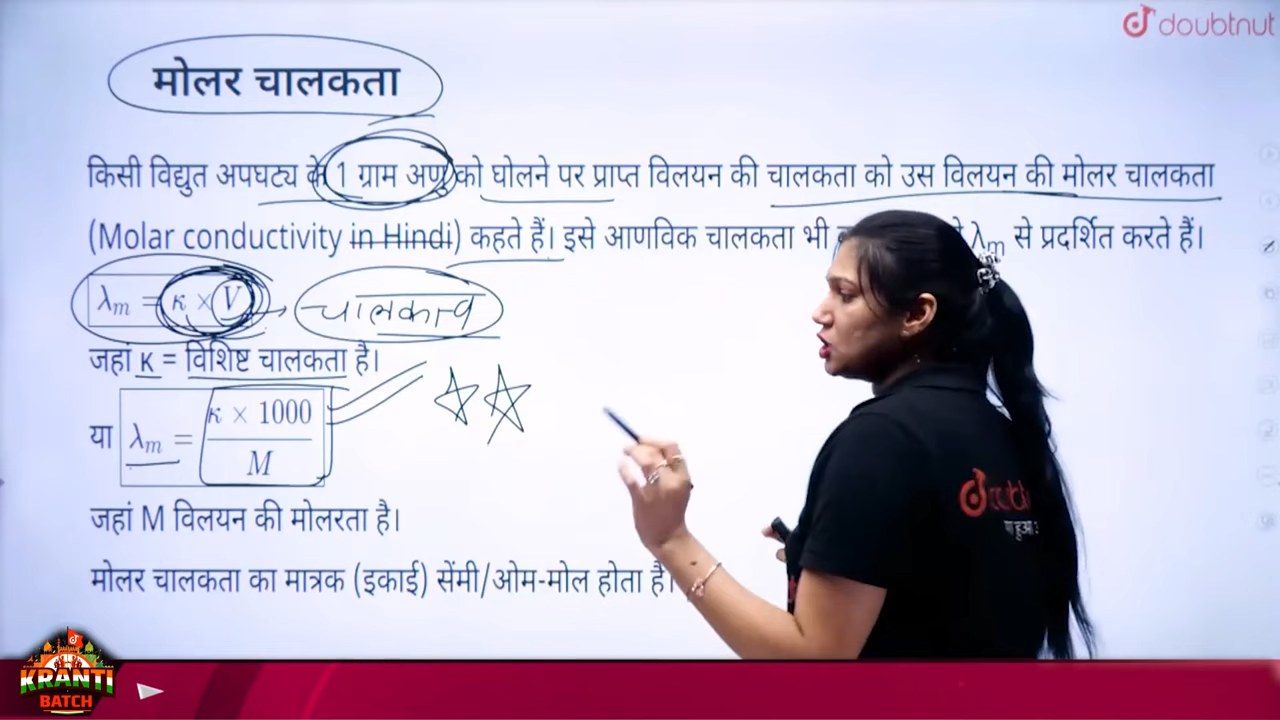 doubtnut
मोलर चालकता
किसी विद्युत अपघट्य के 1 ग्राम अणु को घोलने पर प्राप्त विलयन की चालकता को उस विलयन की मोलर चालकता
(Molar conductivity in Hindi) कहते हैं। इसे आणविक चालकता भी λm से प्रदर्शित करते हैं।
λm = κ × V चालकत्व
जहां κ = विशिष्ट चालकता है।
या λm = κ × 1000 / M
जहां M विलयन की मोलरता है।
मोलर चालकता का मात्रक (इकाई) सेंमी/ओम-मोल होता है।
KRANTI
BATCH